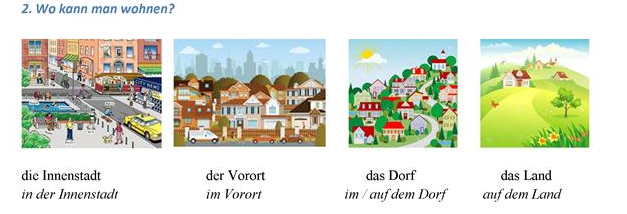 2. Wo kann man wohnen?
die Innenstadt der Vorort das Dorf das Land
in der Innenstadt im Vorort im / auf dem Dorf auf dem Land